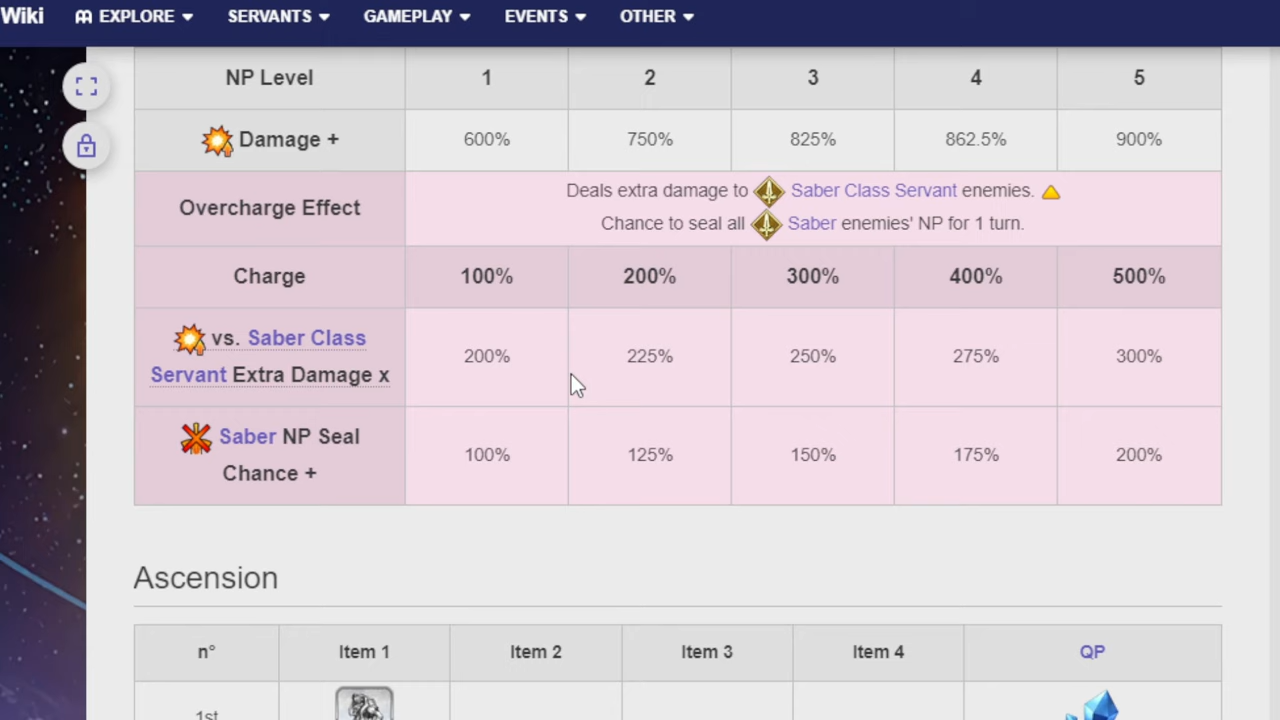 Wiki EXPLORE SERVANTS GAMEPLAY EVENTS OTHER
NP Level 1 2 3 4 5
Damage + 600% 750% 825% 862.5% 900%
Overcharge Effect
Deals extra damage to Saber Class Servant enemies.
Chance to seal all Saber enemies' NP for 1 turn.
Charge 100% 200% 300% 400% 500%
vs. Saber Class
Servant Extra Damage x
200% 225% 250% 275% 300%
Saber NP Seal
Chance +
100% 125% 150% 175% 200%
Ascension
n° Item 1 Item 2 Item 3 Item 4 QP
1st